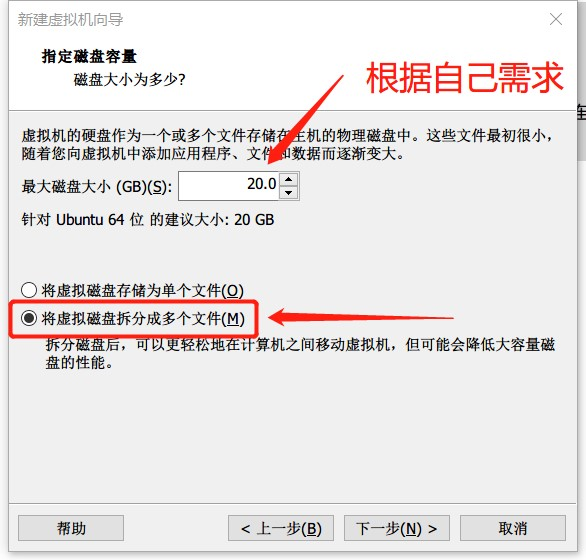 新建虚拟机向导
指定磁盘容量
磁盘大小为多少?
根据自己需求
虚拟机的硬盘作为一个或多个文件存储在主机的物理磁盘中。这些文件最初很小，
随着您向虚拟机中添加应用程序、文件和数据而逐渐变大。
最大磁盘大小 (GB)(S): 20.0
针对 Ubuntu 64 位 的建议大小: 20 GB
将虚拟磁盘存储为单个文件(O)
将虚拟磁盘拆分成多个文件(M)
拆分磁盘后，可以更轻松地在计算机之间移动虚拟机，但可能会降低大容量磁
盘的性能。
帮助 < 上一步(B) 下一步(N) > 取消